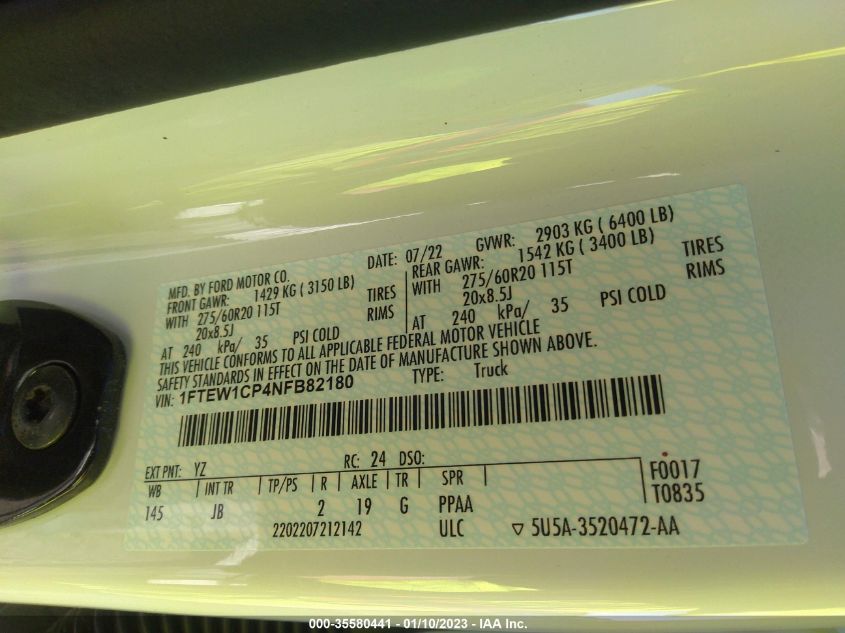 MFD. BY FORD MOTOR CO. DATE: 07/22 GVWR: 2903 KG ( 6400 LB)
FRONT GAWR: 1429 KG ( 3150 LB) REAR GAWR: 1542 KG ( 3400 LB)
WITH 275/60R20 115T TIRES WITH 275/60R20 115T TIRES
20x8.5J RIMS 20x8.5J RIMS
AT 240 kPa/ 35 PSI COLD AT 240 kPa/ 35 PSI COLD
THIS VEHICLE CONFORMS TO ALL APPLICABLE FEDERAL MOTOR VEHICLE
SAFETY STANDARDS IN EFFECT ON THE DATE OF MANUFACTURE SHOWN ABOVE.
VIN: 1FTEW1CP4NFB82180 TYPE: Truck
EXT PNT: YZ RC: 24 DSO:
WB INT TR TP/PS R AXLE TR SPR F0017
145 JB 2 19 G PPAA T0835
2202207212142 ULC ▽ 5U5A-3520472-AA
000-35580441 - 01/10/2023 - IAA Inc.